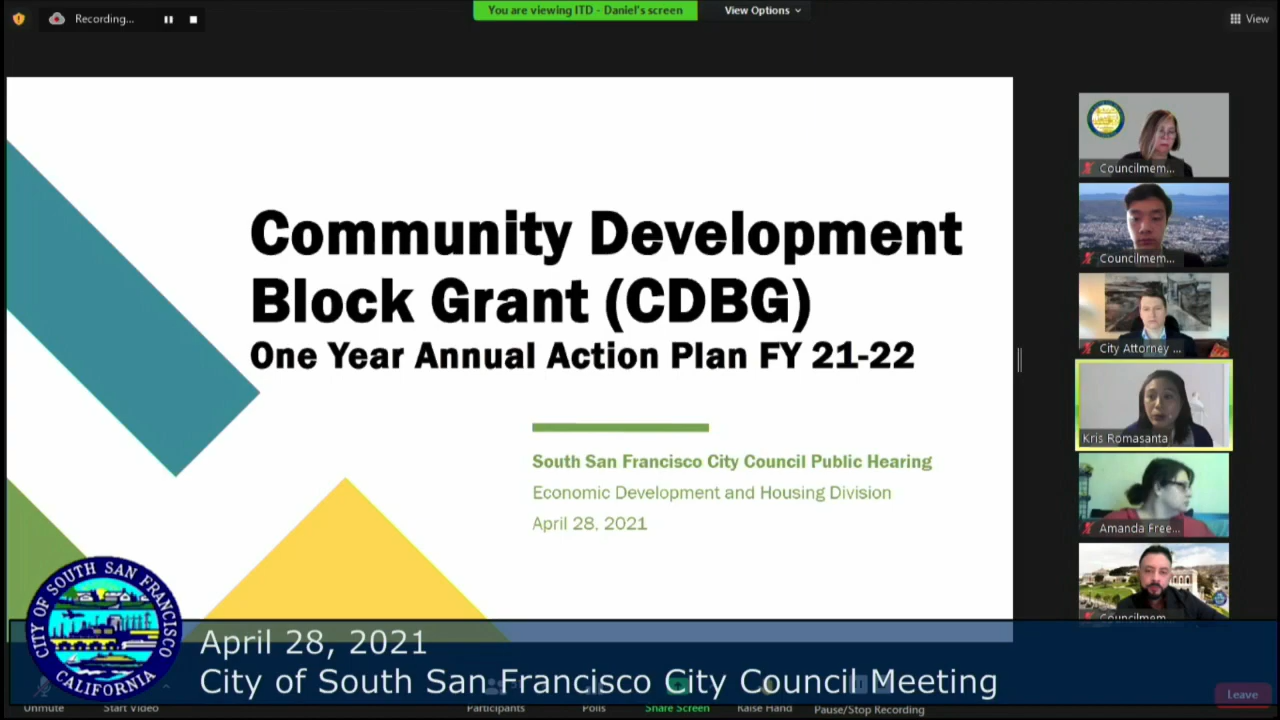 Recording...
You are viewing ITD - Daniel's screen
View Options
View
Community Development
Block Grant (CDBG)
One Year Annual Action Plan FY 21-22
South San Francisco City Council Public Hearing
Economic Development and Housing Division
April 28, 2021
Councilmem...
Councilmem...
City Attorney ...
Kris Romasanta
Amanda Free...
Councilmem...
CITY OF SOUTH SAN FRANCISCO
CALIFORNIA
April 28, 2021
City of South San Francisco City Council Meeting
Unmute
Start Video
Participants
Polls
Share Screen
Raise Hand
Pause/Stop Recording
Leave